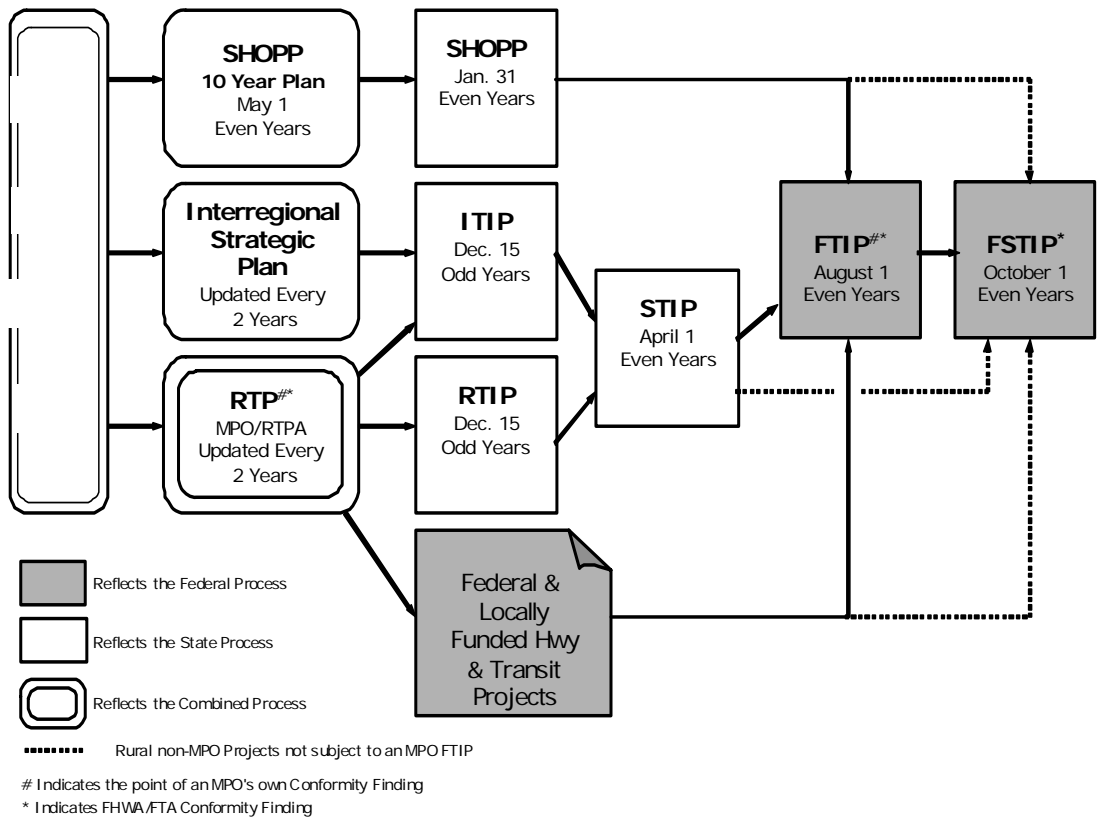 SHOPP
10 Year Plan
May 1
Even Years
SHOPP
Jan. 31
Even Years
Interregional
Strategic
Plan
Updated Every
2 Years
ITIP
Dec. 15
Odd Years
STIP
April 1
Even Years
FTIP#*
August 1
Even Years
FSTIP*
October 1
Even Years
RTP#*
MPO/RTPA
Updated Every
2 Years
RTIP
Dec. 15
Odd Years
Federal &
Locally
Funded Hwy
& Transit
Projects
Reflects the Federal Process
Reflects the State Process
Reflects the Combined Process
Rural non-MPO Projects not subject to an MPO FTIP
# Indicates the point of an MPO's own Conformity Finding
* Indicates FHWA/FTA Conformity Finding